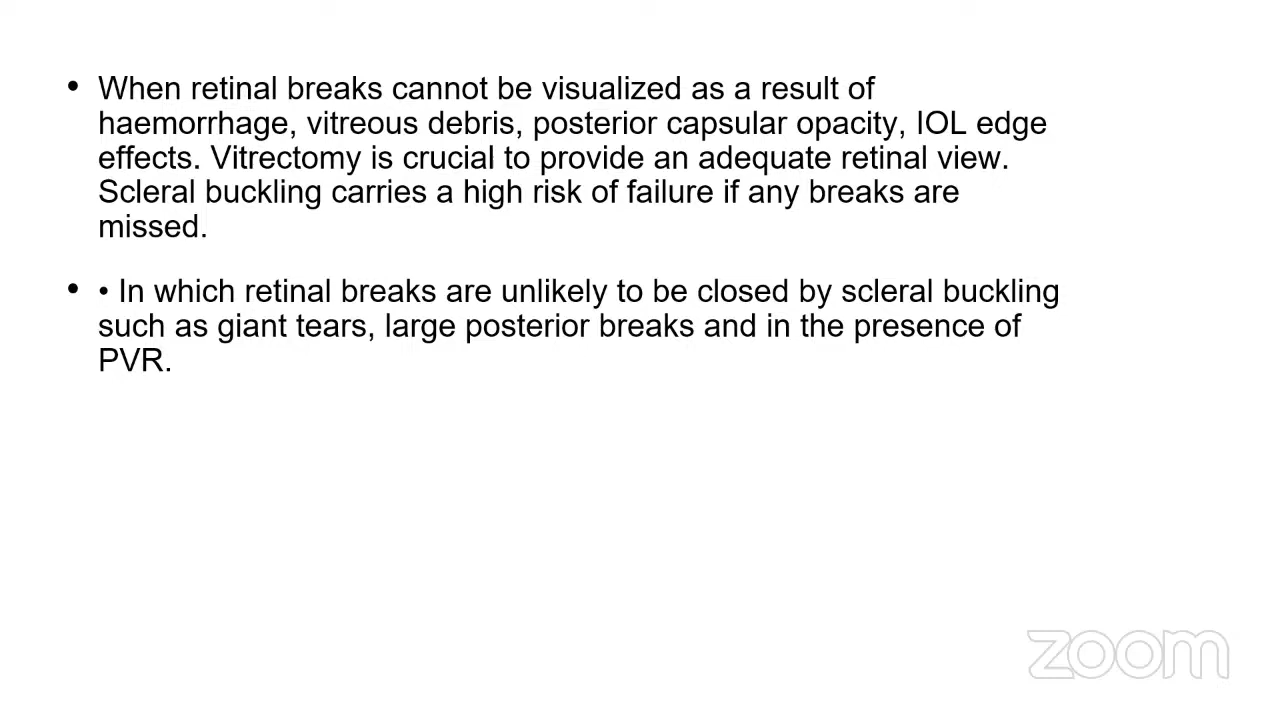 • When retinal breaks cannot be visualized as a result of
haemorrhage, vitreous debris, posterior capsular opacity, IOL edge
effects. Vitrectomy is crucial to provide an adequate retinal view.
Scleral buckling carries a high risk of failure if any breaks are
missed.
• • In which retinal breaks are unlikely to be closed by scleral buckling
such as giant tears, large posterior breaks and in the presence of
PVR.
zoom